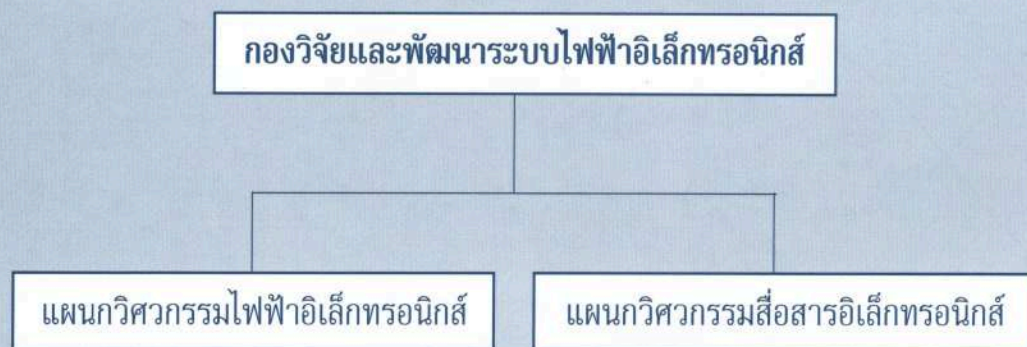 กองวิจัยและพัฒนาระบบไฟฟ้าอิเล็กทรอนิกส์
แผนกวิศวกรรมไฟฟ้าอิเล็กทรอนิกส์
แผนกวิศวกรรมสื่อสารอิเล็กทรอนิกส์